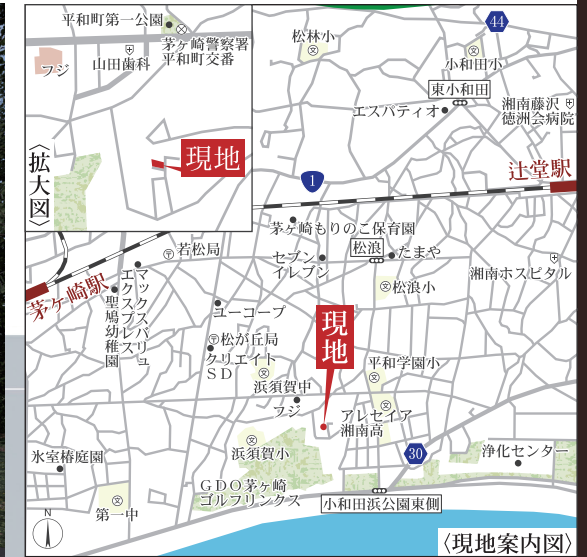 平和町第一公園
茅ヶ崎警察署
平和町交番
フジ
山田歯科
現地
〈拡大図〉
松林小
44
小和田小
東小和田
エスパティオ
湘南藤沢
徳洲会病院
1
辻堂駅
茅ヶ崎もりのこ保育園
若松局
セブン
イレブン
松浪
たまや
湘南ホスピタル
松浪小
茅ヶ崎駅
マックスバリュ
エクスプレス
聖鳩幼稚園
ユーコープ
松が丘局
クリエイト
SD
現地
平和学園小
浜須賀中
フジ
アレセイア
湘南高
浜須賀小
30
浄化センター
氷室椿庭園
GDO茅ヶ崎
ゴルフリンクス
小和田浜公園東側
第一中
N
〈現地案内図〉